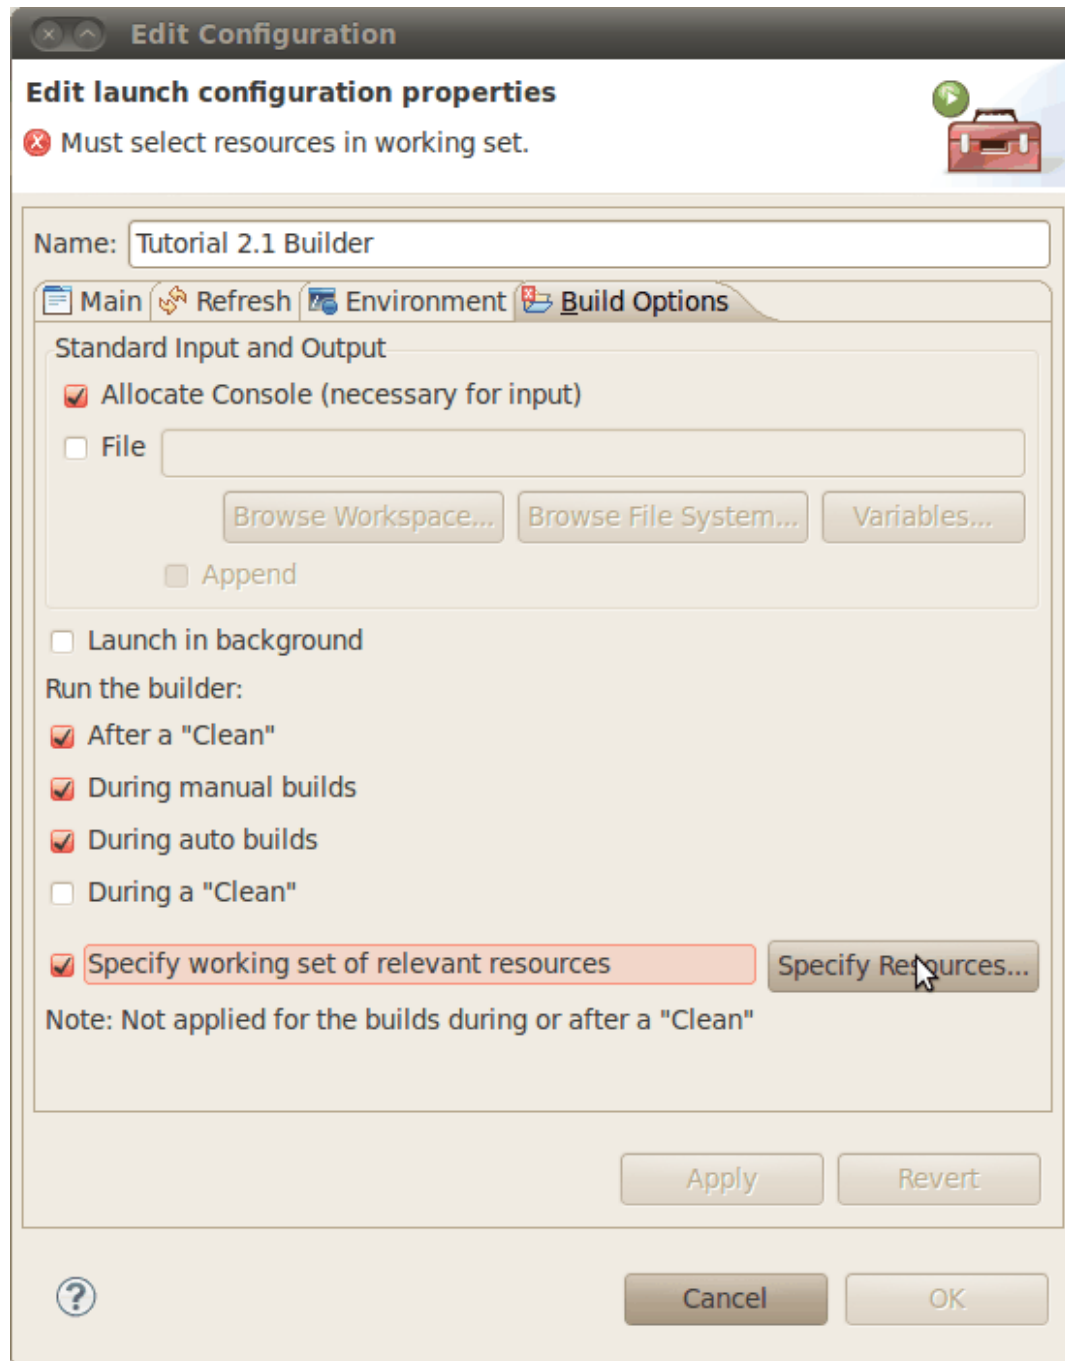 Edit Configuration
Edit launch configuration properties
Must select resources in working set.
Name: Tutorial 2.1 Builder
Main Refresh Environment Build Options
Standard Input and Output
Allocate Console (necessary for input)
File
Browse Workspace... Browse File System... Variables...
Append
Launch in background
Run the builder:
After a "Clean"
During manual builds
During auto builds
During a "Clean"
Specify working set of relevant resources Specify Resources...
Note: Not applied for the builds during or after a "Clean"
Apply Revert
? Cancel OK